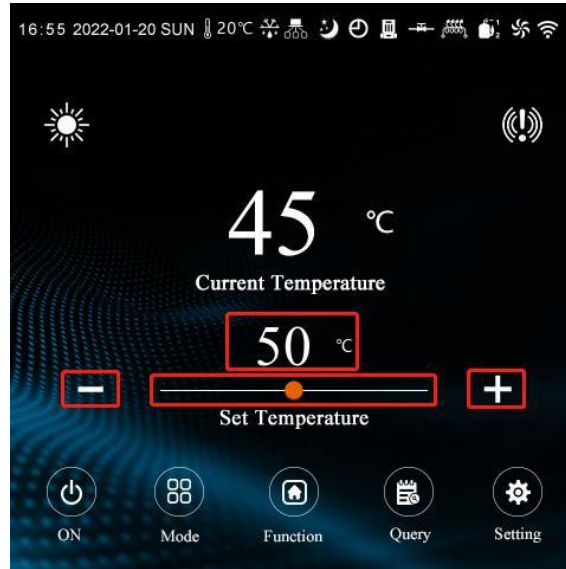 16:55 2022-01-20 SUN 20℃
45 ℃
Current Temperature
50 ℃
Set Temperature
ON Mode Function Query Setting